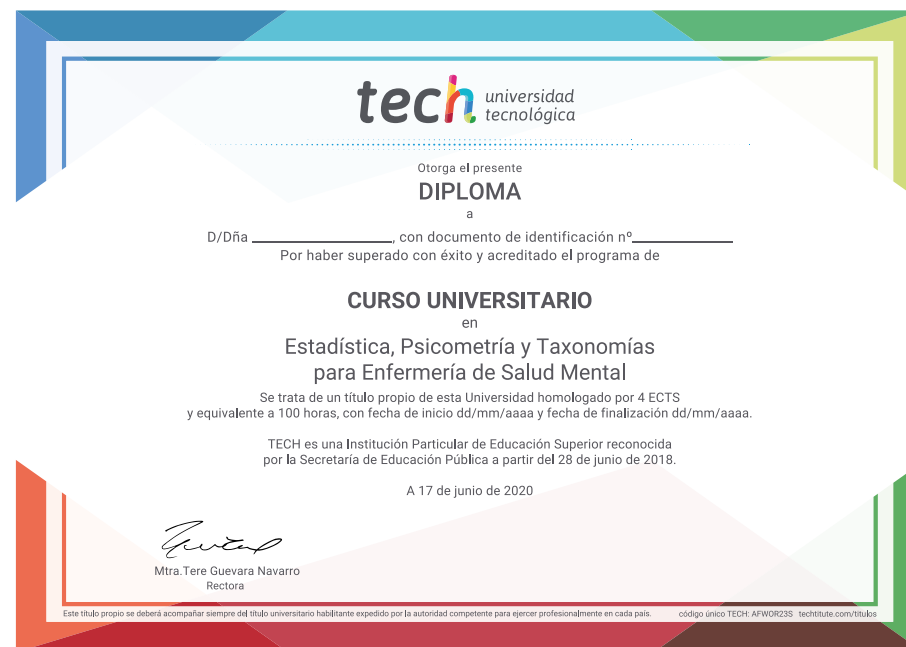 tech universidad
tecnológica
Otorga el presente
DIPLOMA
a
D/Dña ____________________, con documento de identificación nº______________
Por haber superado con éxito y acreditado el programa de
CURSO UNIVERSITARIO
en
Estadística, Psicometría y Taxonomías
para Enfermería de Salud Mental
Se trata de un título propio de esta Universidad homologado por 4 ECTS
y equivalente a 100 horas, con fecha de inicio dd/mm/aaaa y fecha de finalización dd/mm/aaaa.
TECH es una Institución Particular de Educación Superior reconocida
por la Secretaría de Educación Pública a partir del 28 de junio de 2018.
A 17 de junio de 2020
Mtra.Tere Guevara Navarro
Rectora
Este título propio se deberá acompañar siempre del título universitario habilitante expedido por la autoridad competente para ejercer profesionalmente en cada país. código único TECH: AFWOR23S techtitute.com/titulos